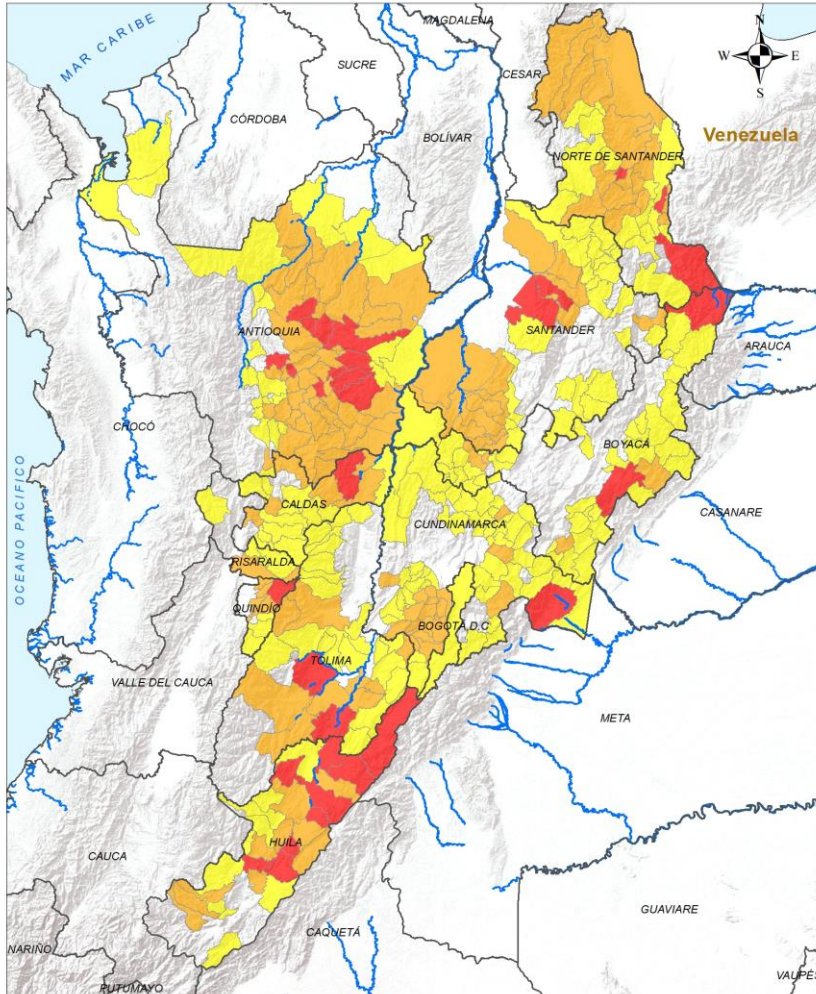 MAGDALENA
MAR CARIBE
N
W E
S
SUCRE
CESAR
CÓRDOBA
BOLÍVAR
Venezuela
NORTE DE SANTANDER
ANTIOQUIA
SANTANDER
ARAUCA
CHOCÓ
BOYACÁ
OCEANO PACIFICO
CALDAS
CUNDINAMARCA
CASANARE
RISARALDA
QUINDÍO
BOGOTÁ, D.C
TOLIMA
VALLE DEL CAUCA
META
HUILA
CAUCA
GUAVIARE
CAQUETÁ
NARIÑO
PUTUMAYO
VAUPÉS